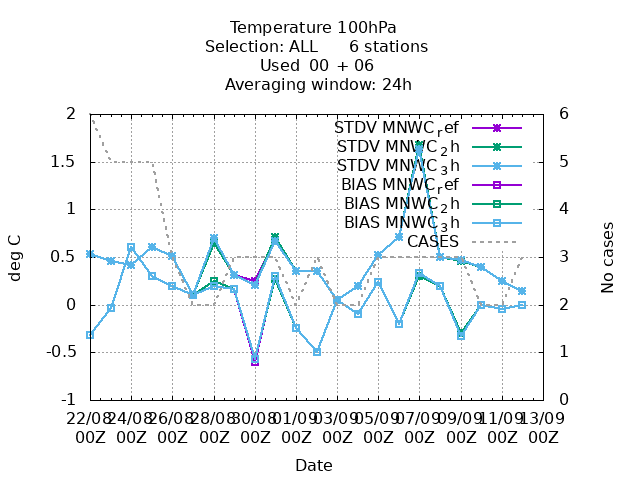 Temperature 100hPa
Selection: ALL      6 stations
Used  00  + 06
Averaging window: 24h
2
1.5
1
0.5
0
-0.5
-1
deg C
6
5
4
3
2
1
0
No cases
STDV MNWC_ref
STDV MNWC_2h
STDV MNWC_3h
BIAS MNWC_ref
BIAS MNWC_2h
BIAS MNWC_3h
CASES
22/08 24/08 26/08 28/08 30/08 01/09 03/09 05/09 07/09 09/09 11/09 13/09
00Z 00Z 00Z 00Z 00Z 00Z 00Z 00Z 00Z 00Z 00Z 00Z
Date